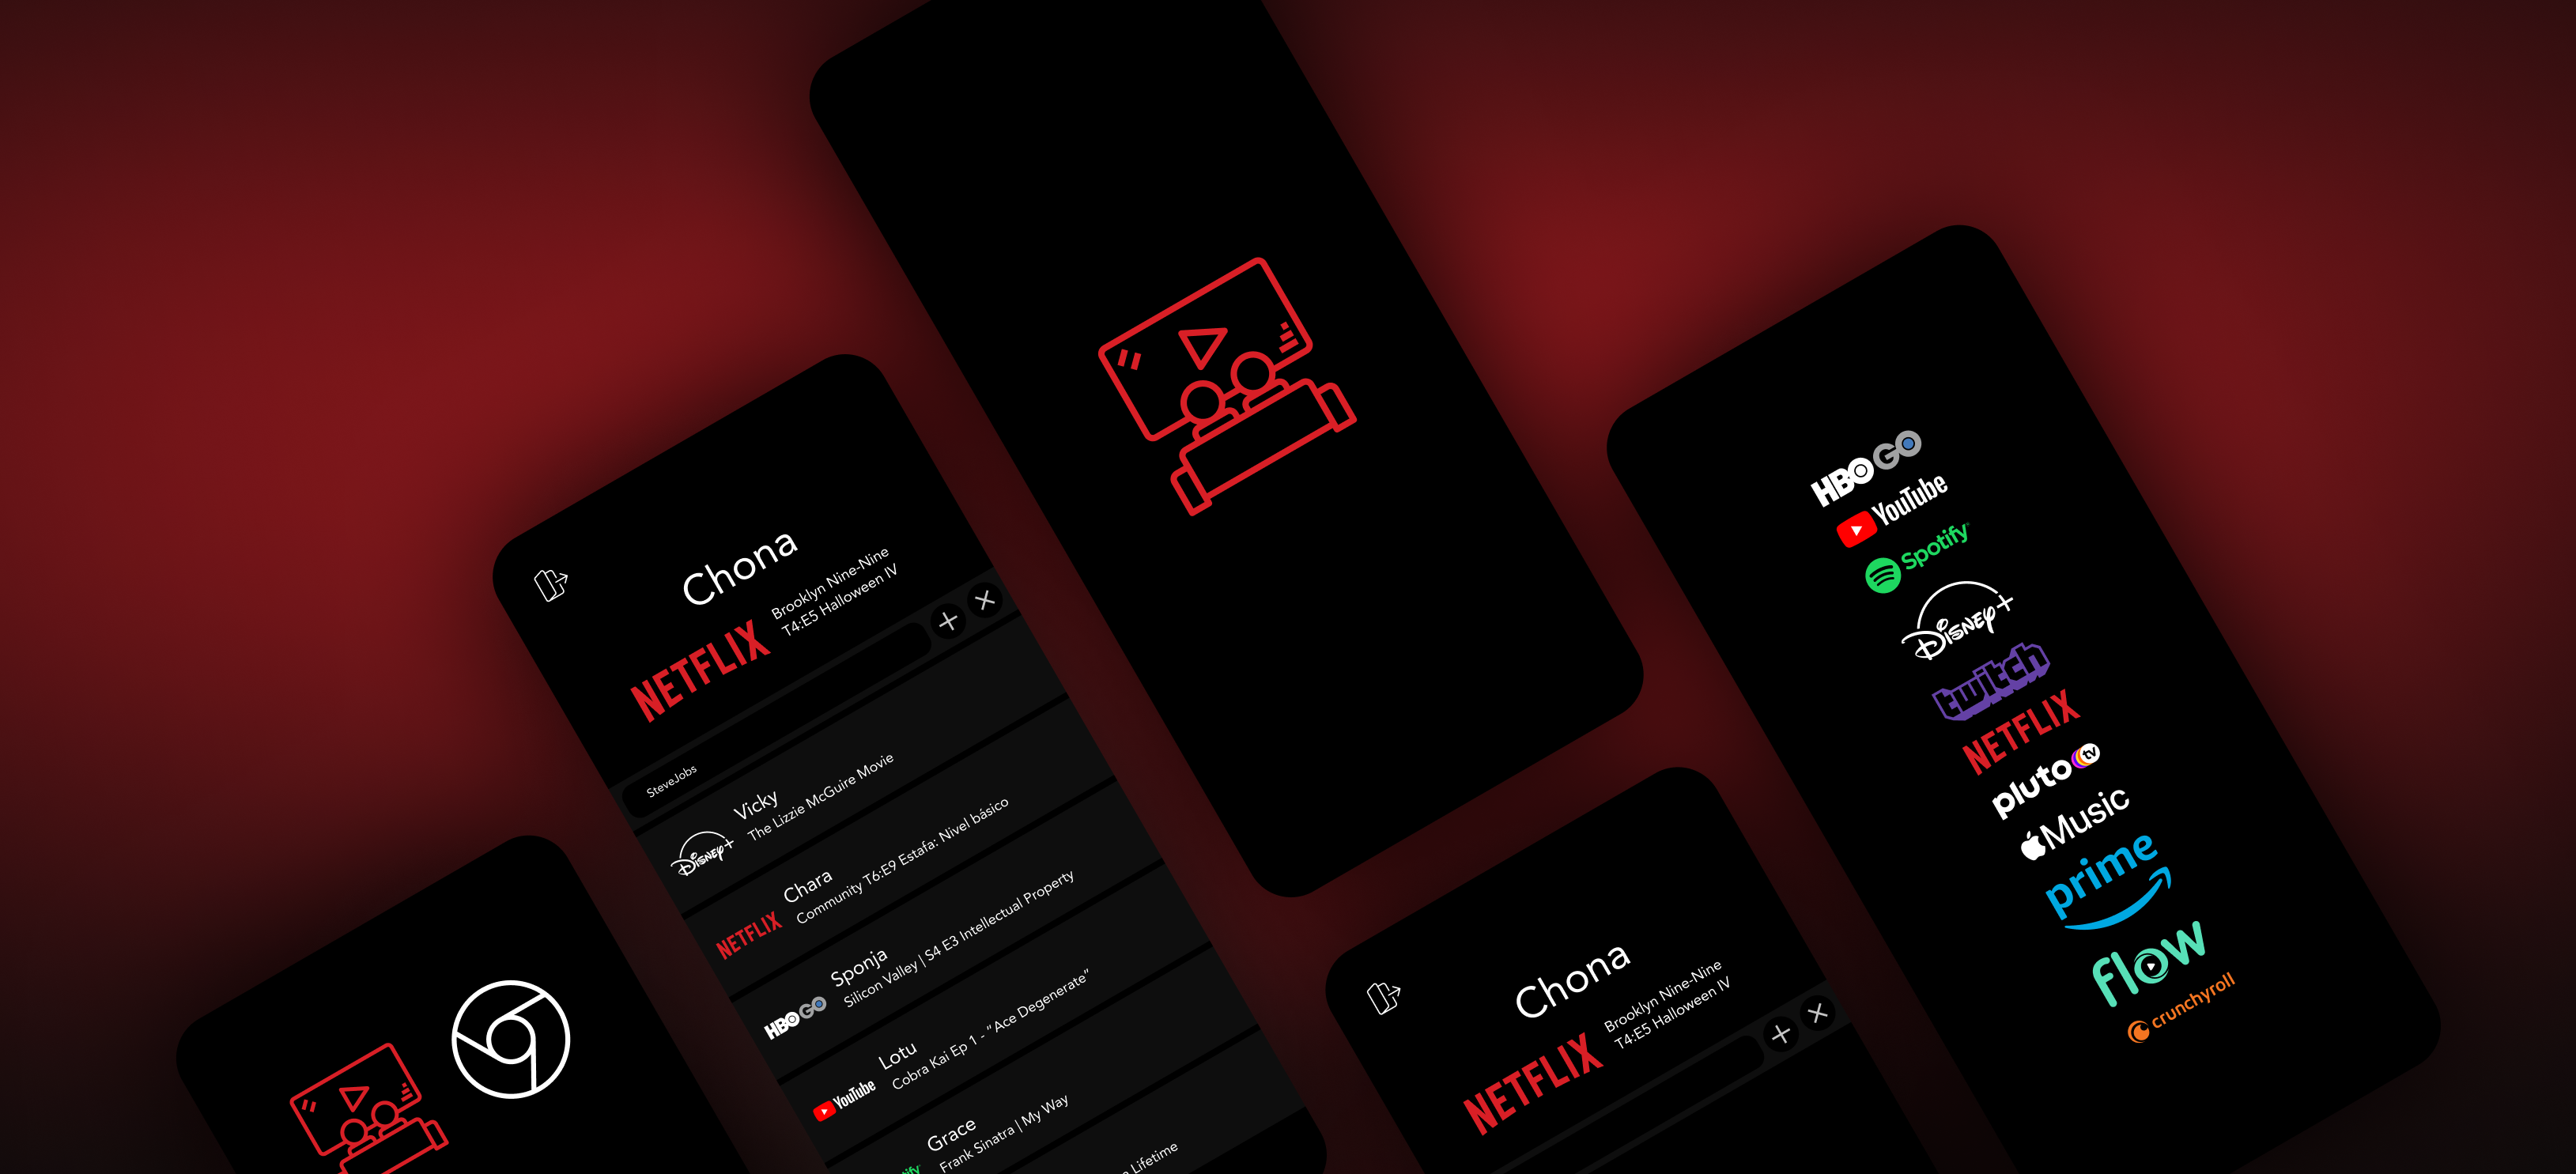 Chona
NETFLIX
Brooklyn Nine-Nine
T4:E5 Halloween IV
SteveJobs
Disney+
Vicky
The Lizzie McGuire Movie
NETFLIX
Chara
Community T6:E9 Estafa: Nivel básico
HBO GO
Sponja
Silicon Valley | S4 E3 Intellectual Property
YouTube
Lotu
Cobra Kai Ep 1 - “Ace Degenerate”
Grace
Frank Sinatra | My Way
Lifetime
Chona
NETFLIX
Brooklyn Nine-Nine
T4:E5 Halloween IV
HBO GO
YouTube
Spotify
Disney+
twitch
NETFLIX
pluto tv
Music
prime
flow
crunchyroll